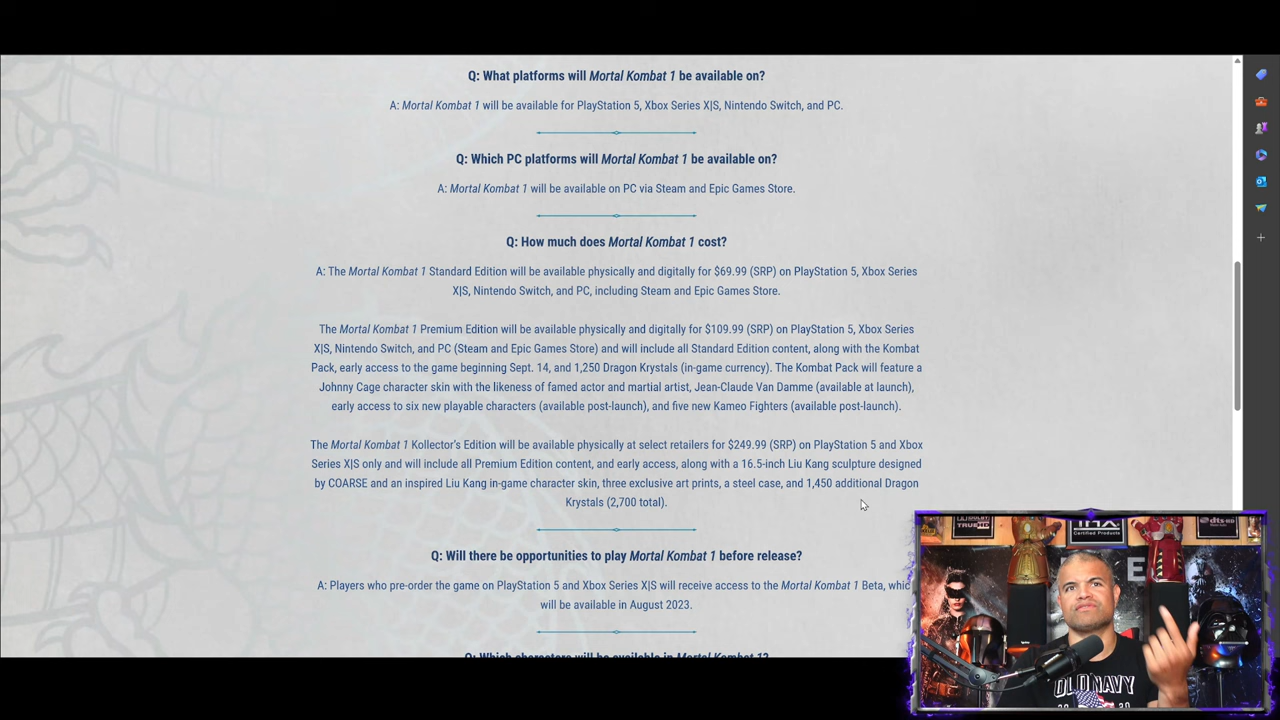 Q: What platforms will Mortal Kombat 1 be available on?
A: Mortal Kombat 1 will be available for PlayStation 5, Xbox Series X|S, Nintendo Switch, and PC.
Q: Which PC platforms will Mortal Kombat 1 be available on?
A: Mortal Kombat 1 will be available on PC via Steam and Epic Games Store.
Q: How much does Mortal Kombat 1 cost?
A: The Mortal Kombat 1 Standard Edition will be available physically and digitally for $69.99 (SRP) on PlayStation 5, Xbox Series
X|S, Nintendo Switch, and PC, including Steam and Epic Games Store.
The Mortal Kombat 1 Premium Edition will be available physically and digitally for $109.99 (SRP) on PlayStation 5, Xbox Series
X|S, Nintendo Switch, and PC (Steam and Epic Games Store) and will include all Standard Edition content, along with the Kombat
Pack, early access to the game beginning Sept. 14, and 1,250 Dragon Krystals (in-game currency). The Kombat Pack will feature a
Johnny Cage character skin with the likeness of famed actor and martial artist, Jean-Claude Van Damme (available at launch),
early access to six new playable characters (available post-launch), and five new Kameo Fighters (available post-launch).
The Mortal Kombat 1 Kollector's Edition will be available physically at select retailers for $249.99 (SRP) on PlayStation 5 and Xbox
Series X|S only and will include all Premium Edition content, and early access, along with a 16.5-inch Liu Kang sculpture designed
by COARSE and an inspired Liu Kang in-game character skin, three exclusive art prints, a steel case, and 1,450 additional Dragon
Krystals (2,700 total).
Q: Will there be opportunities to play Mortal Kombat 1 before release?
A: Players who pre-order the game on PlayStation 5 and Xbox Series X|S will receive access to the Mortal Kombat 1 Beta, whic
will be available in August 2023.
Q: Which characters will be available in Mortal Kombat 1?
TRUEHD
Certified Products
dts-HD
OLD NAVY